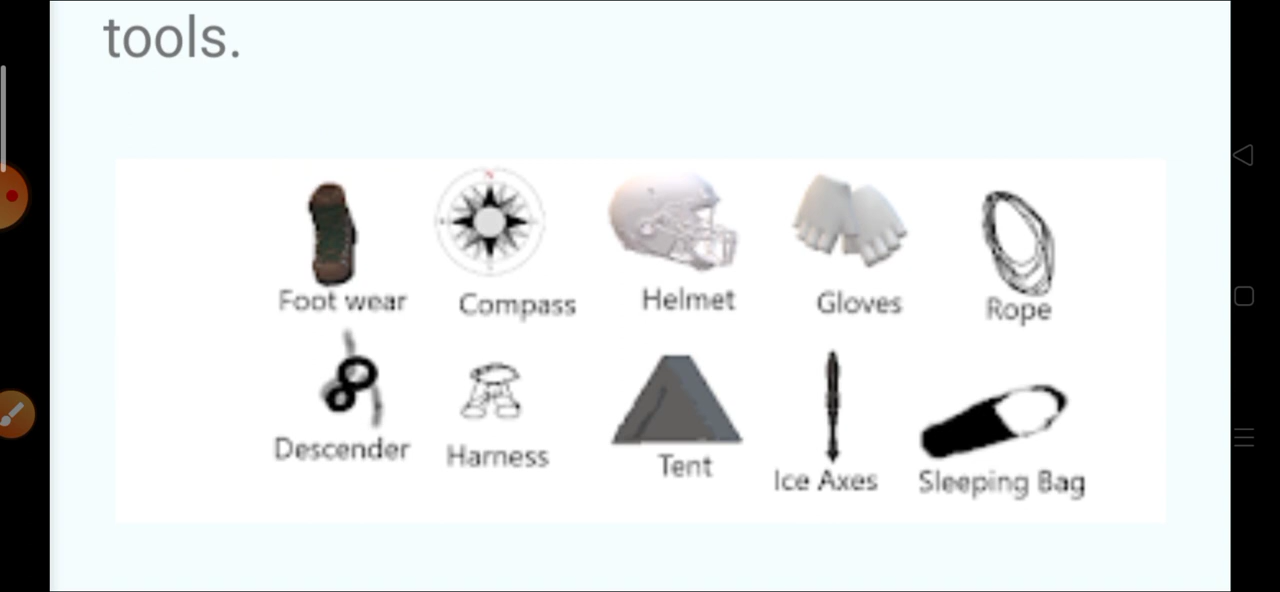 tools.
Foot wear Compass Helmet Gloves Rope
Descender Harness Tent Ice Axes Sleeping Bag